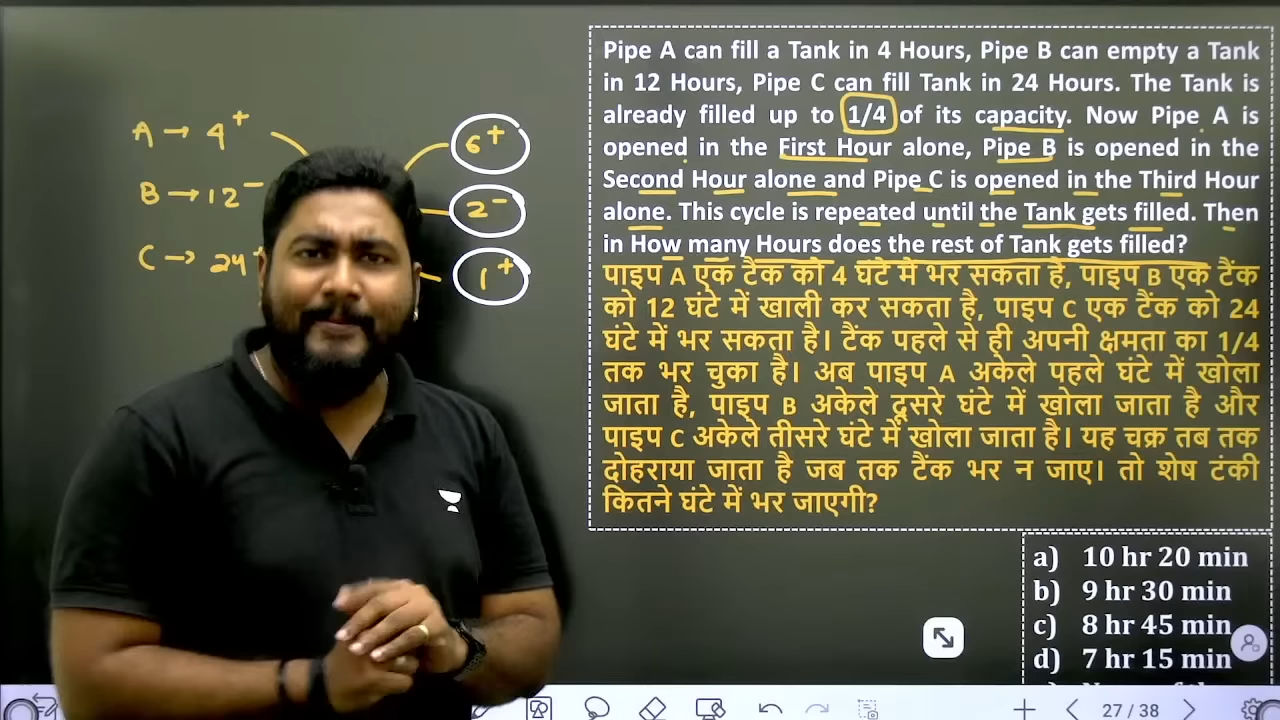 Pipe A can fill a Tank in 4 Hours, Pipe B can empty a Tank
in 12 Hours, Pipe C can fill Tank in 24 Hours. The Tank is
already filled up to 1/4 of its capacity. Now Pipe A is
opened in the First Hour alone, Pipe B is opened in the
Second Hour alone and Pipe C is opened in the Third Hour
alone. This cycle is repeated until the Tank gets filled. Then
in How many Hours does the rest of Tank gets filled?
पाइप A एक टैंक को 4 घंटे में भर सकता है, पाइप B एक टैंक
को 12 घंटे में खाली कर सकता है, पाइप C एक टैंक को 24
घंटे में भर सकता है। टैंक पहले से ही अपनी क्षमता का 1/4
तक भर चुका है। अब पाइप A अकेले पहले घंटे में खोला
जाता है, पाइप B अकेले दूसरे घंटे में खोला जाता है और
पाइप C अकेले तीसरे घंटे में खोला जाता है। यह चक्र तब तक
दोहराया जाता है जब तक टैंक भर न जाए। तो शेष टंकी
कितने घंटे में भर जाएगी?
A → 4+
B → 12-
C → 24
6+
2-
1+
a) 10 hr 20 min
b) 9 hr 30 min
c) 8 hr 45 min
d) 7 hr 15 min
27 / 38